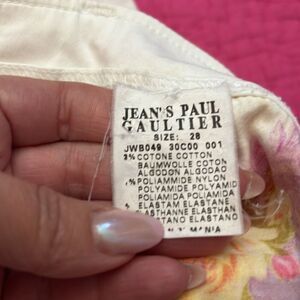 JEAN'S PAUL
GAULTIER
SIZE: 28
JWB049 30C00 001
COTONE COTTON
BAUMWOLLE COTON
ALGODON ALGODAO
POLIAMMIDE NYLON
POLYAMIDE POLYAMID
POLIAMIDA POLIAMIDA
ELASTAM ELASTANE
ELASTHANNE ELASTHAN
ELASTANO ELASTANO